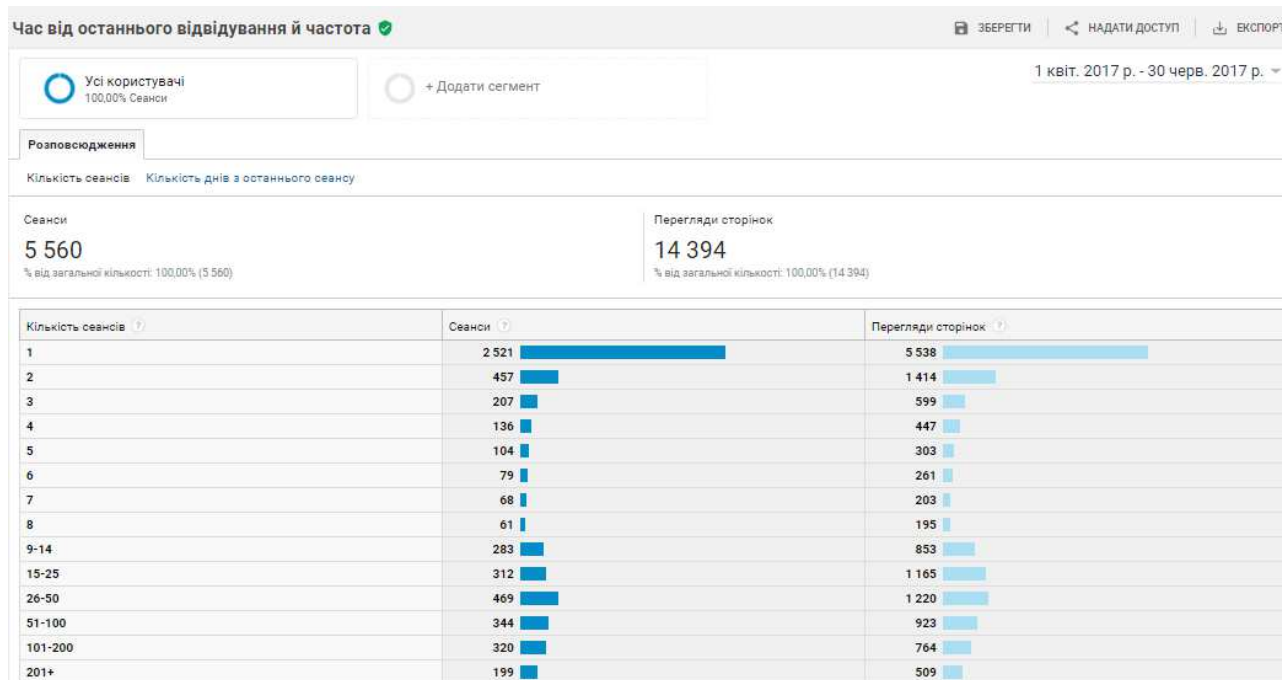 Час від останнього відвідування й частота
ЗБЕРЕГТИ
НАДАТИ ДОСТУП
ЕКСПОРТ
Усі користувачі
100,00% Сеанси
+ Додати сегмент
1 квіт. 2017 р. - 30 черв. 2017 р.
Розповсюдження
Кількість сеансів Кількість днів з останнього сеансу
Сеанси
5 560
% від загальної кількості: 100,00% (5 560)
Перегляди сторінок
14 394
% від загальної кількості: 100,00% (14 394)
Кількість сеансів ? Сеанси ? Перегляди сторінок ?
1 2 521 5 538
2 457 1 414
3 207 599
4 136 447
5 104 303
6 79 261
7 68 203
8 61 195
9-14 283 853
15-25 312 1 165
26-50 469 1 220
51-100 344 923
101-200 320 764
201+ 199 509